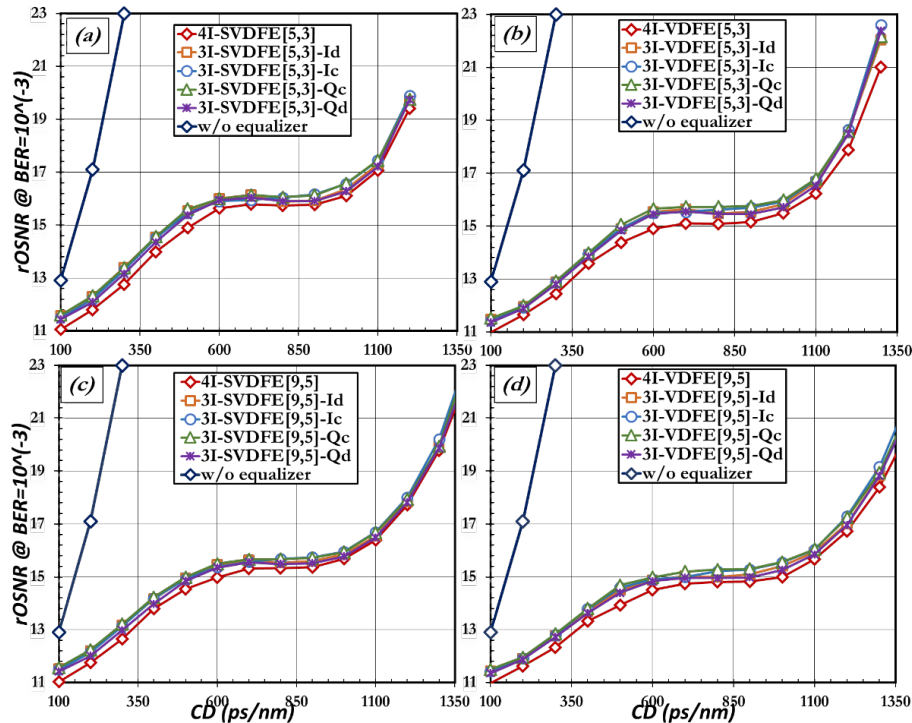 (a)
4I-SVDFE[5,3]
3I-SVDFE[5,3]-Id
3I-SVDFE[5,3]-Ic
3I-SVDFE[5,3]-Qc
3I-SVDFE[5,3]-Qd
w/o equalizer
rOSNR @ BER=10^(-3)
23
21
19
17
15
13
11
100
350
600
850
1100
(b)
4I-VDFE[5,3]
3I-VDFE[5,3]-Id
3I-VDFE[5,3]-Ic
3I-VDFE[5,3]-Qc
3I-VDFE[5,3]-Qd
w/o equalizer
23
21
19
17
15
13
11
100
350
600
850
1100
1350
(c)
4I-SVDFE[9,5]
3I-SVDFE[9,5]-Id
3I-SVDFE[9,5]-Ic
3I-SVDFE[9,5]-Qc
3I-SVDFE[9,5]-Qd
w/o equalizer
rOSNR @ BER=10^(-3)
23
21
19
17
15
13
11
100
350
600
850
1100
1350
CD (ps/nm)
(d)
4I-VDFE[9,5]
3I-VDFE[9,5]-Id
3I-VDFE[9,5]-Ic
3I-VDFE[9,5]-Qc
3I-VDFE[9,5]-Qd
w/o equalizer
23
21
19
17
15
13
11
100
350
600
850
1100
1350
CD (ps/nm)